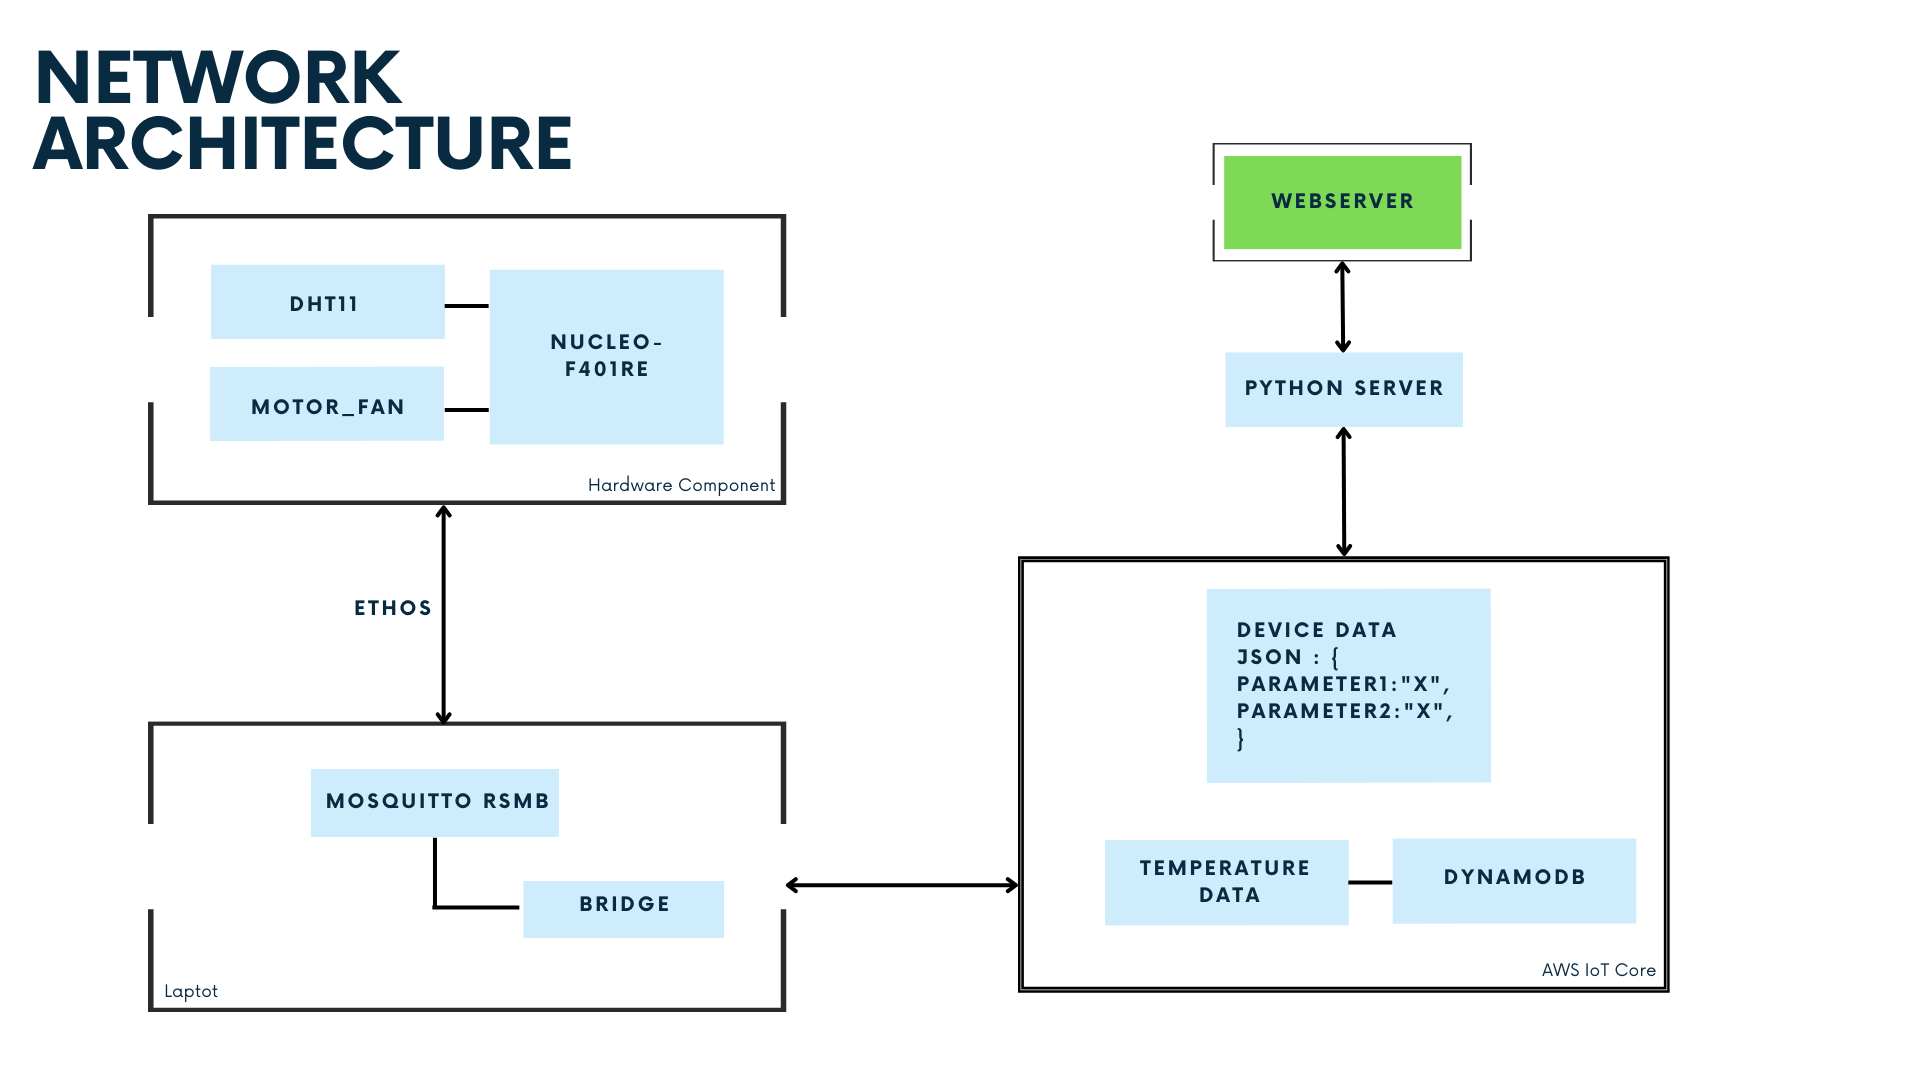 NETWORK
ARCHITECTURE
DHT11
MOTOR_FAN
NUCLEO-
F401RE
Hardware Component
ETHOS
MOSQUITTO RSMB
BRIDGE
Laptot
WEBSERVER
PYTHON SERVER
DEVICE DATA
JSON : {
PARAMETER1:"X",
PARAMETER2:"X",
}
TEMPERATURE
DATA
DYNAMODB
AWS IoT Core